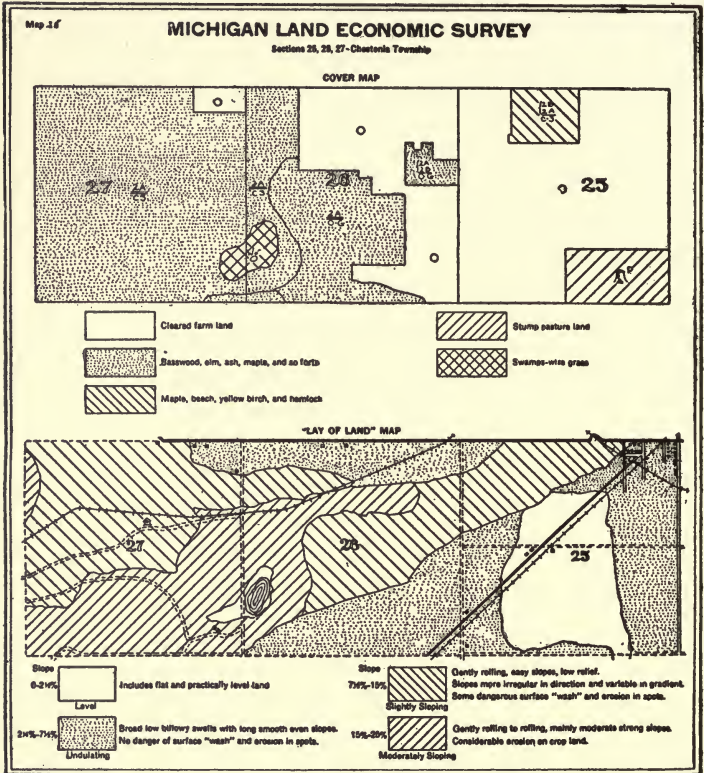 Map 16
MICHIGAN LAND ECONOMIC SURVEY
Sections 25, 26, 27-Chestonia Township
COVER MAP
27
26
25
Cleared farm land
Stump pasture land
Basswood, elm, ash, maple, and so forth
Swamps-wire grass
Maple, beech, yellow birch, and hemlock
"LAY OF LAND" MAP
27
26
25
Slope
0-2½%
Includes flat and practically level land
Level
Slope
7½%-15%
Gently rolling, easy slopes, low relief.
Slopes more irregular in direction and variable in gradient.
Some dangerous surface "wash" and erosion in spots.
Slightly Sloping
2½%-7½%
Broad low billowy swells with long smooth even slopes.
No danger of surface "wash" and erosion in spots.
Undulating
15%-20%
Gently rolling to rolling, mainly moderate strong slopes.
Considerable erosion on crop land.
Moderately Sloping